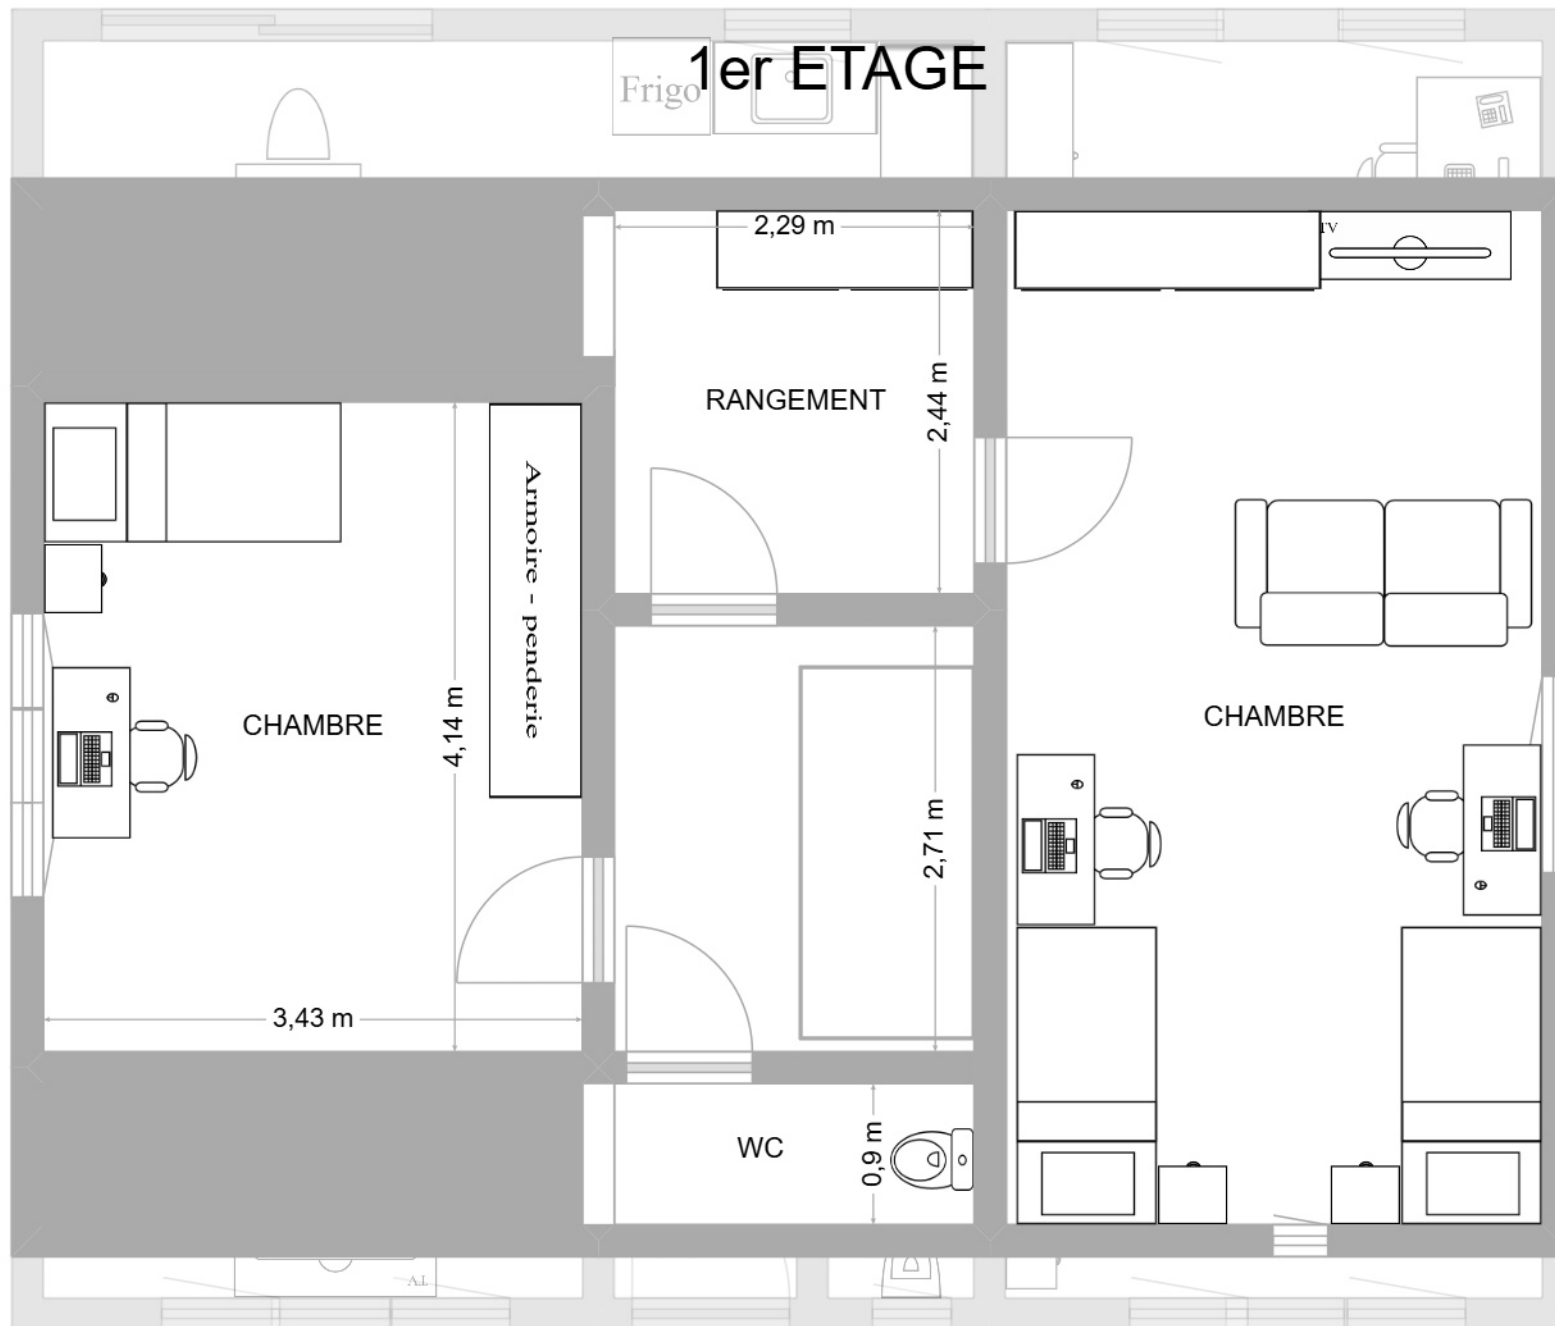 1er ETAGE
Frigo
2,29 m
TV
RANGEMENT
2,44 m
Armoire - penderie
CHAMBRE
4,14 m
CHAMBRE
2,71 m
3,43 m
WC
0,9 m